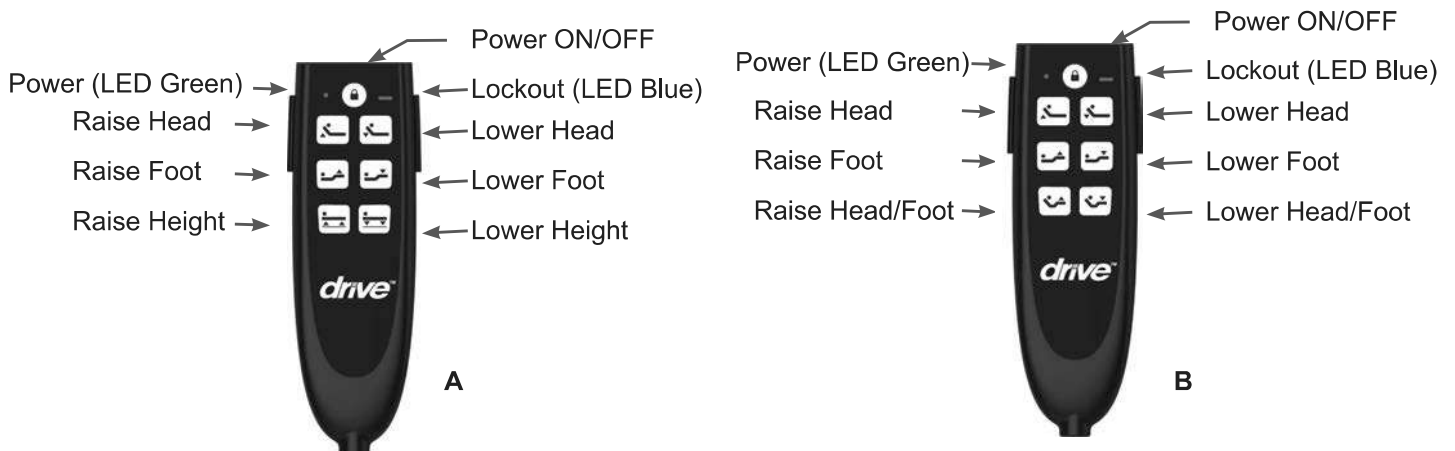 Power ON/OFF
Power (LED Green)
Lockout (LED Blue)
Raise Head
Lower Head
Raise Foot
Lower Foot
Raise Height
Lower Height
drive™
A
Power ON/OFF
Power (LED Green)
Lockout (LED Blue)
Raise Head
Lower Head
Raise Foot
Lower Foot
Raise Head/Foot
Lower Head/Foot
drive™
B